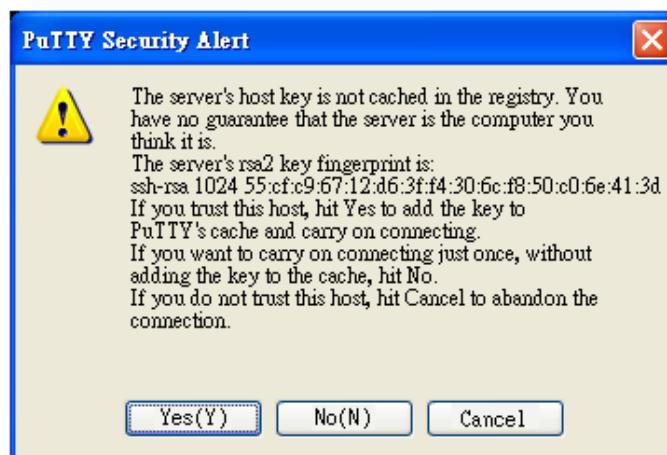 PuTTY Security Alert
The server's host key is not cached in the registry. You
have no guarantee that the server is the computer you
think it is.
The server's rsa2 key fingerprint is:
ssh-rsa 1024 55:cf:c9:67:12:d6:3f:f4:30:6c:f8:50:c0:6e:41:3d
If you trust this host, hit Yes to add the key to
PuTTY's cache and carry on connecting.
If you want to carry on connecting just once, without
adding the key to the cache, hit No.
If you do not trust this host, hit Cancel to abandon the
connection.
Yes(Y) No(N) Cancel